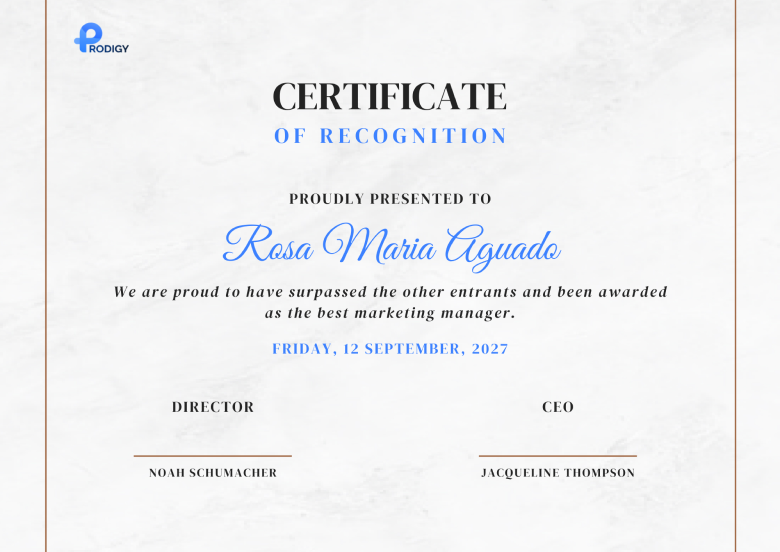 PRODIGY
CERTIFICATE
OF RECOGNITION
PROUDLY PRESENTED TO
Rosa Maria Aguado
We are proud to have surpassed the other entrants and been awarded
as the best marketing manager.
FRIDAY, 12 SEPTEMBER, 2027
DIRECTOR
CEO
NOAH SCHUMACHER
JACQUELINE THOMPSON